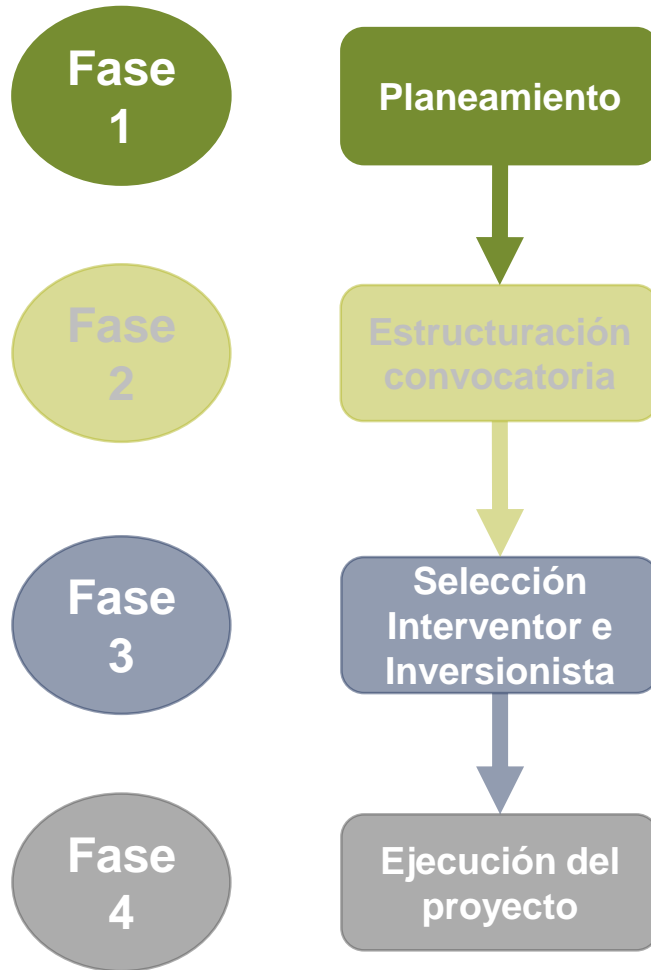 Fase
1
Planeamiento
Fase
2
Estructuración
convocatoria
Fase
3
Selección
Interventor e
Inversionista
Fase
4
Ejecución del
proyecto